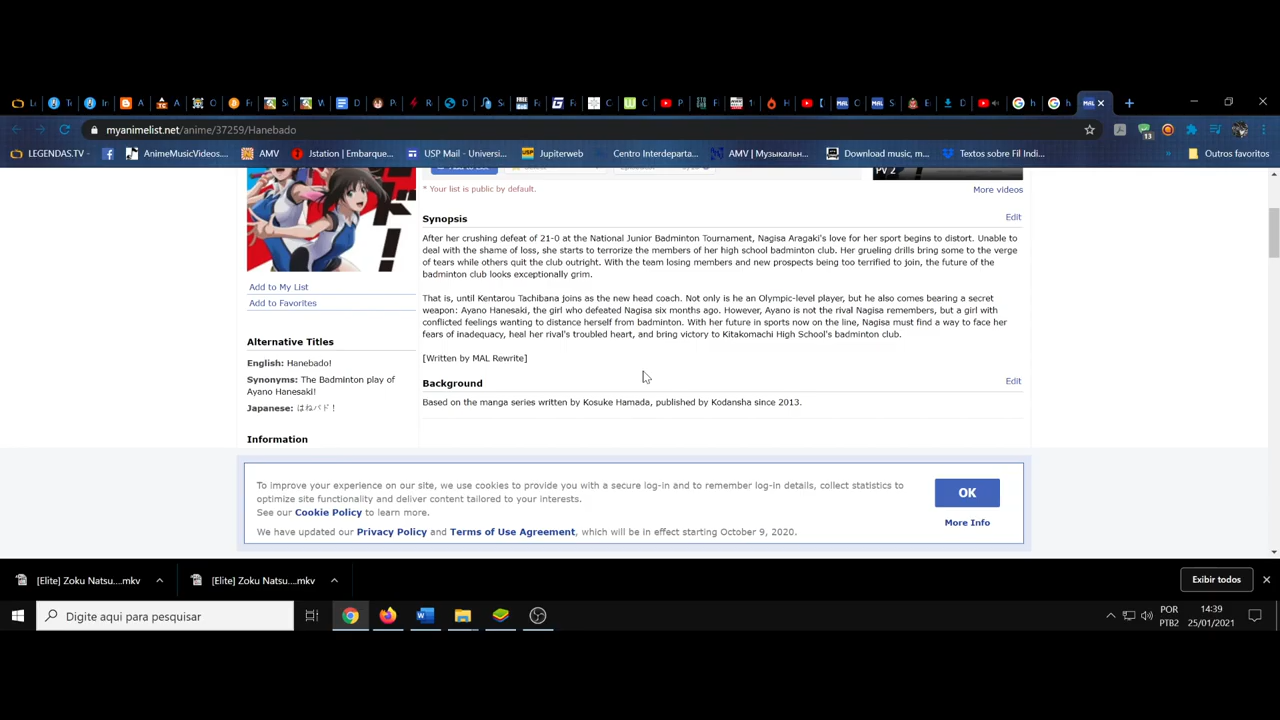 myanimelist.net/anime/37259/Hanebado
LEGENDAS.TV
AnimeMusicVideos...
AMV
Jstation | Embarque...
USP Mail - Universi...
Jupiterweb
Centro Interdeparta...
AMV | Музыкальн...
Download music, m...
Textos sobre Fil Indi...
Outros favoritos
PV 2
* Your list is public by default.
More videos
Synopsis
Edit
After her crushing defeat of 21-0 at the National Junior Badminton Tournament, Nagisa Aragaki's love for her sport begins to distort. Unable to
deal with the shame of loss, she starts to terrorize the members of her high school badminton club. Her grueling drills bring some to the verge
of tears while others quit the club outright. With the team losing members and new prospects being too terrified to join, the future of the
badminton club looks exceptionally grim.
That is, until Kentarou Tachibana joins as the new head coach. Not only is he an Olympic-level player, but he also comes bearing a secret
weapon: Ayano Hanesaki, the girl who defeated Nagisa six months ago. However, Ayano is not the rival Nagisa remembers, but a girl with
conflicted feelings wanting to distance herself from badminton. With her future in sports now on the line, Nagisa must find a way to face her
fears of inadequacy, heal her rival's troubled heart, and bring victory to Kitakomachi High School's badminton club.
[Written by MAL Rewrite]
Background
Edit
Based on the manga series written by Kosuke Hamada, published by Kodansha since 2013.
Add to My List
Add to Favorites
Alternative Titles
English: Hanebado!
Synonyms: The Badminton play of
Ayano Hanesaki!
Japanese: はねバド！
Information
To improve your experience on our site, we use cookies to provide you with a secure log-in and to remember log-in details, collect statistics to
optimize site functionality and deliver content tailored to your interests.
See our Cookie Policy to learn more.
We have updated our Privacy Policy and Terms of Use Agreement, which will be in effect starting October 9, 2020.
OK
More Info
[Elite] Zoku Natsu....mkv
[Elite] Zoku Natsu....mkv
Exibir todos
Digite aqui para pesquisar
POR
PTB2
14:39
25/01/2021